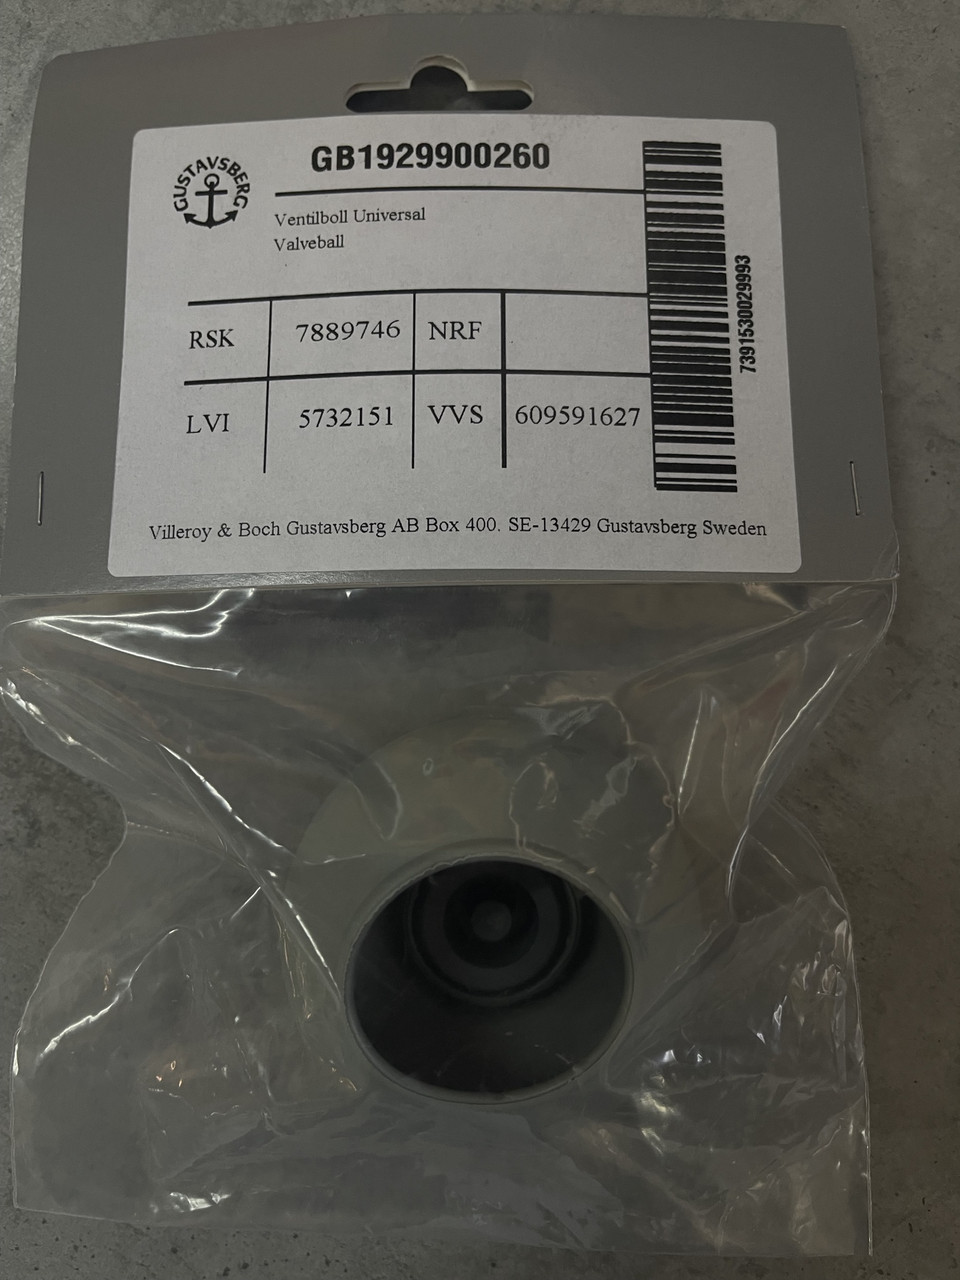 GUSTAVSBERG
GB1929900260
Ventilboll Universal
Valveball
RSK 7889746 NRF
LVI 5732151 VVS 609591627
7391530029993
Villeroy & Boch Gustavsberg AB Box 400. SE-13429 Gustavsberg Sweden